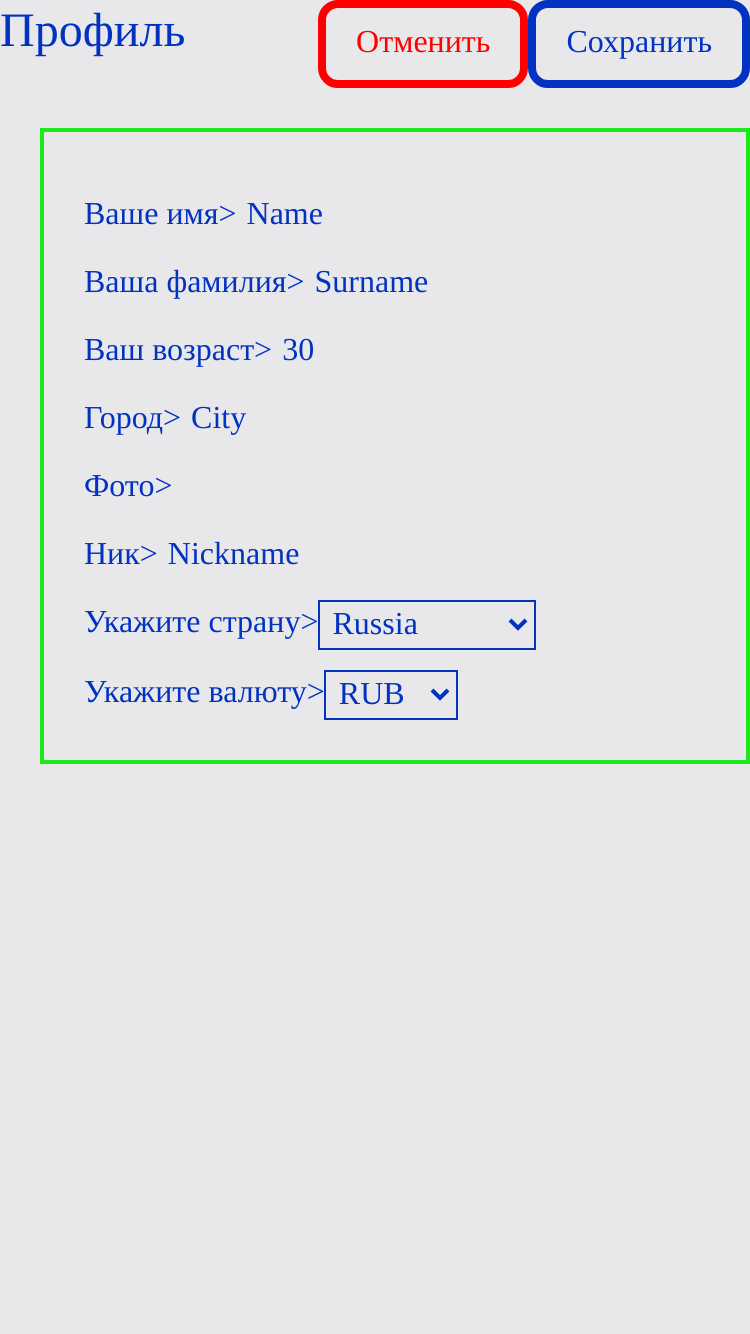 Профиль
Отменить
Сохранить
Ваше имя> Name
Ваша фамилия> Surname
Ваш возраст> 30
Город> City
Фото>
Ник> Nickname
Укажите страну> Russia
Укажите валюту> RUB